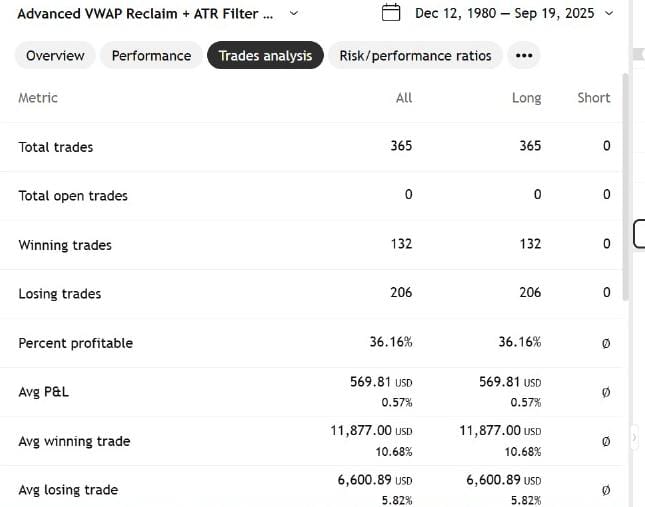 Advanced VWAP Reclaim + ATR Filter ... Dec 12, 1980 — Sep 19, 2025
Overview Performance Trades analysis Risk/performance ratios •••
Metric All Long Short
Total trades 365 365 0
Total open trades 0 0 0
Winning trades 132 132 0
Losing trades 206 206 0
Percent profitable 36.16% 36.16% Ø
Avg P&L 569.81 USD 569.81 USD Ø
0.57% 0.57%
Avg winning trade 11,877.00 USD 11,877.00 USD Ø
10.68% 10.68%
Avg losing trade 6,600.89 USD 6,600.89 USD Ø
5.82% 5.82%